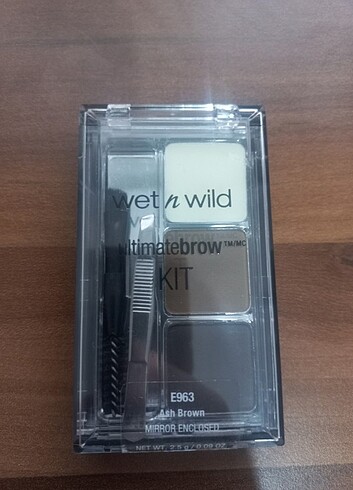 wet n wild
ultimatebrow™/MC
KIT
E963
Ash Brown
MIRROR ENCLOSED
NET WT. 2.5 g / 0.09 OZ.